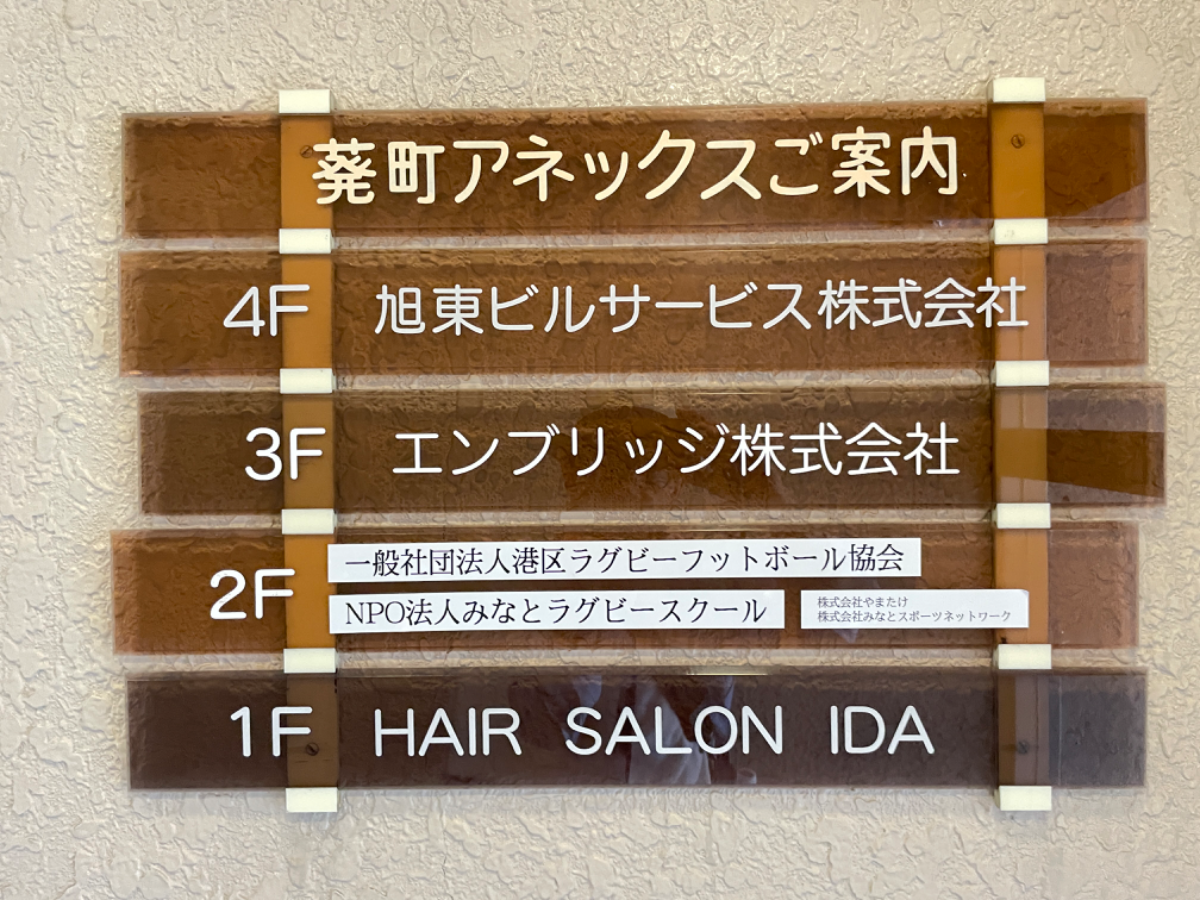 葵町アネックスご案内
4F 旭東ビルサービス株式会社
3F エンブリッジ株式会社
2F 一般社団法人港区ラグビーフットボール協会
NPO法人みなとラグビースクール
株式会社やまたけ
株式会社みなとスポーツネットワーク
1F HAIR SALON IDA